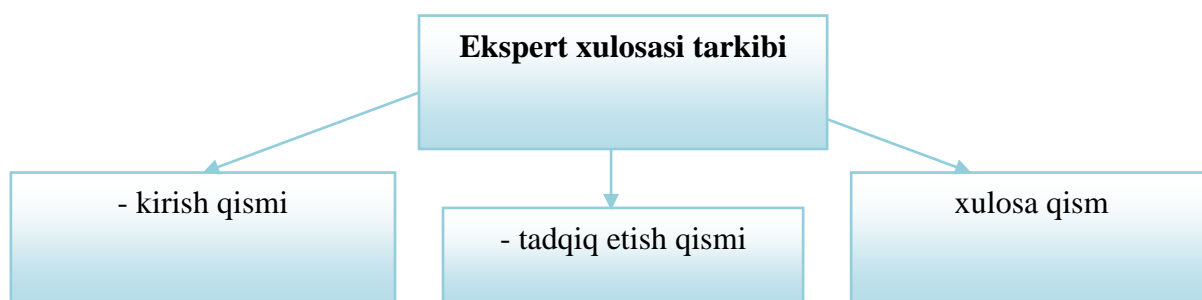 Ekspert xulosasi tarkibi
- kirish qismi
- tadqiq etish qismi
xulosa qism